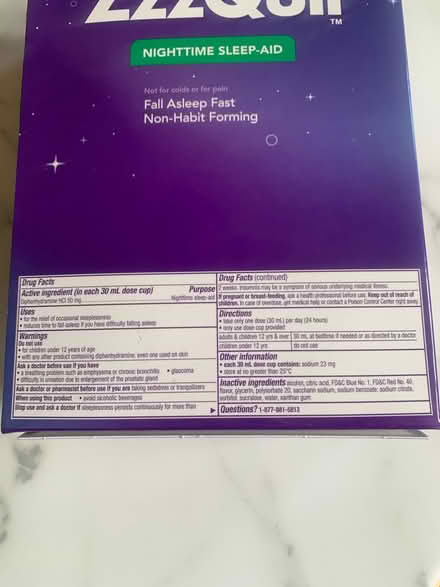 ZzzQuil
TM
NIGHTTIME SLEEP-AID
Not for colds or for pain
Fall Asleep Fast
Non-Habit Forming
Drug Facts
Active ingredient (in each 30 mL dose cup) Purpose
Diphenhydramine HCl 50 mg Nighttime sleep-aid
Uses
• for the relief of occasional sleeplessness
• reduces time to fall asleep if you have difficulty falling asleep
Warnings
Do not use
• for children under 12 years of age
• with any other product containing diphenhydramine, even one used on skin
Ask a doctor before use if you have
• a breathing problem such as emphysema or chronic bronchitis • glaucoma
• difficulty in urination due to enlargement of the prostate gland
Ask a doctor or pharmacist before use if you are taking sedatives or tranquilizers
When using this product • avoid alcoholic beverages
Stop use and ask a doctor if sleeplessness persists continuously for more than
Drug Facts (continued)
2 weeks. Insomnia may be a symptom of serious underlying medical illness.
If pregnant or breast-feeding, ask a health professional before use. Keep out of reach of
children. In case of overdose, get medical help or contact a Poison Control Center right away.
Directions
• take only one dose (30 mL) per day (24 hours)
• only use dose cup provided
adults & children 12 yrs & over 30 mL at bedtime if needed or as directed by a doctor
children under 12 yrs do not use
Other information
• each 30 mL dose cup contains: sodium 23 mg
• store at no greater than 25°C
Inactive ingredients alcohol, citric acid, FD&C Blue No. 1, FD&C Red No. 40,
flavor, glycerin, polysorbate 20, saccharin sodium, sodium benzoate, sodium citrate,
sorbitol, sucralose, water, xanthan gum
Questions? 1-877-881-5813